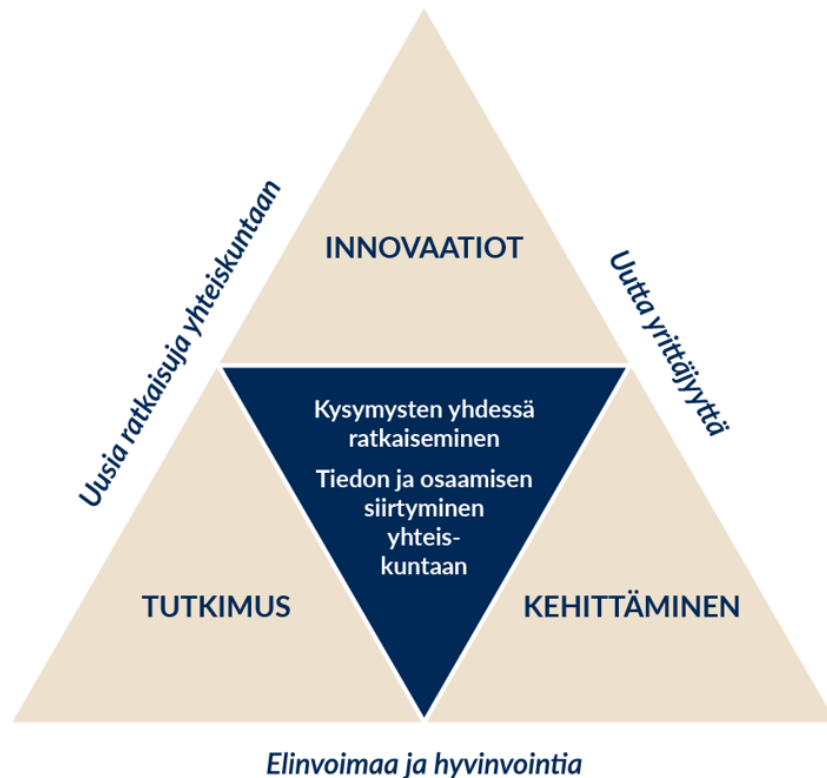 Uusia ratkaisuja yhteiskuntaan
INNOVAATIOT
Uutta yrittäjyyttä
Kysymysten yhdessä
ratkaiseminen
Tiedon ja osaamisen
siirtyminen
yhteis-
kuntaan
TUTKIMUS
KEHITTÄMINEN
Elinvoimaa ja hyvinvointia